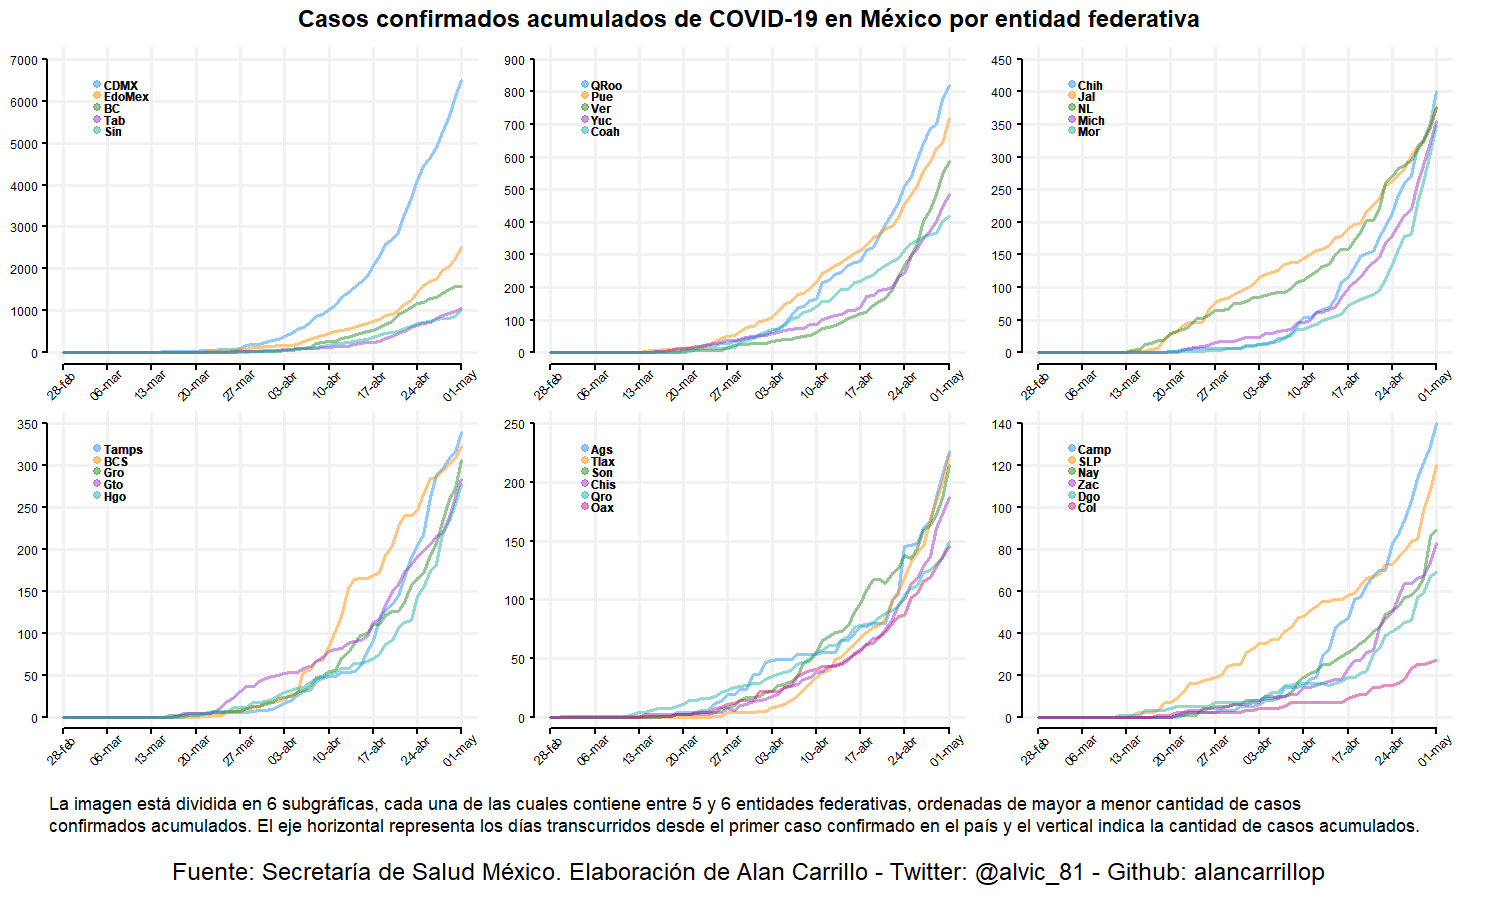 Casos confirmados acumulados de COVID-19 en México por entidad federativa
7000
6000
5000
4000
3000
2000
1000
0
CDMX
EdoMex
BC
Tab
Sin
28-feb
06-mar
13-mar
20-mar
27-mar
03-abr
10-abr
17-abr
24-abr
01-may
900
800
700
600
500
400
300
200
100
0
QRoo
Pue
Ver
Yuc
Coah
28-feb
06-mar
13-mar
20-mar
27-mar
03-abr
10-abr
17-abr
24-abr
01-may
450
400
350
300
250
200
150
100
50
0
Chih
Jal
NL
Mich
Mor
28-feb
06-mar
13-mar
20-mar
27-mar
03-abr
10-abr
17-abr
24-abr
01-may
350
300
250
200
150
100
50
0
Tamps
BCS
Gro
Gto
Hgo
28-feb
06-mar
13-mar
20-mar
27-mar
03-abr
10-abr
17-abr
24-abr
01-may
250
200
150
100
50
0
Ags
Tlax
Son
Chis
Qro
Oax
28-feb
06-mar
13-mar
20-mar
27-mar
03-abr
10-abr
17-abr
24-abr
01-may
140
120
100
80
60
40
20
0
Camp
SLP
Nay
Zac
Dgo
Col
28-feb
06-mar
13-mar
20-mar
27-mar
03-abr
10-abr
17-abr
24-abr
01-may
La imagen está dividida en 6 subgráficas, cada una de las cuales contiene entre 5 y 6 entidades federativas, ordenadas de mayor a menor cantidad de casos
confirmados acumulados. El eje horizontal representa los días transcurridos desde el primer caso confirmado en el país y el vertical indica la cantidad de casos acumulados.
Fuente: Secretaría de Salud México. Elaboración de Alan Carrillo - Twitter: @alvic_81 - Github: alancarrillop